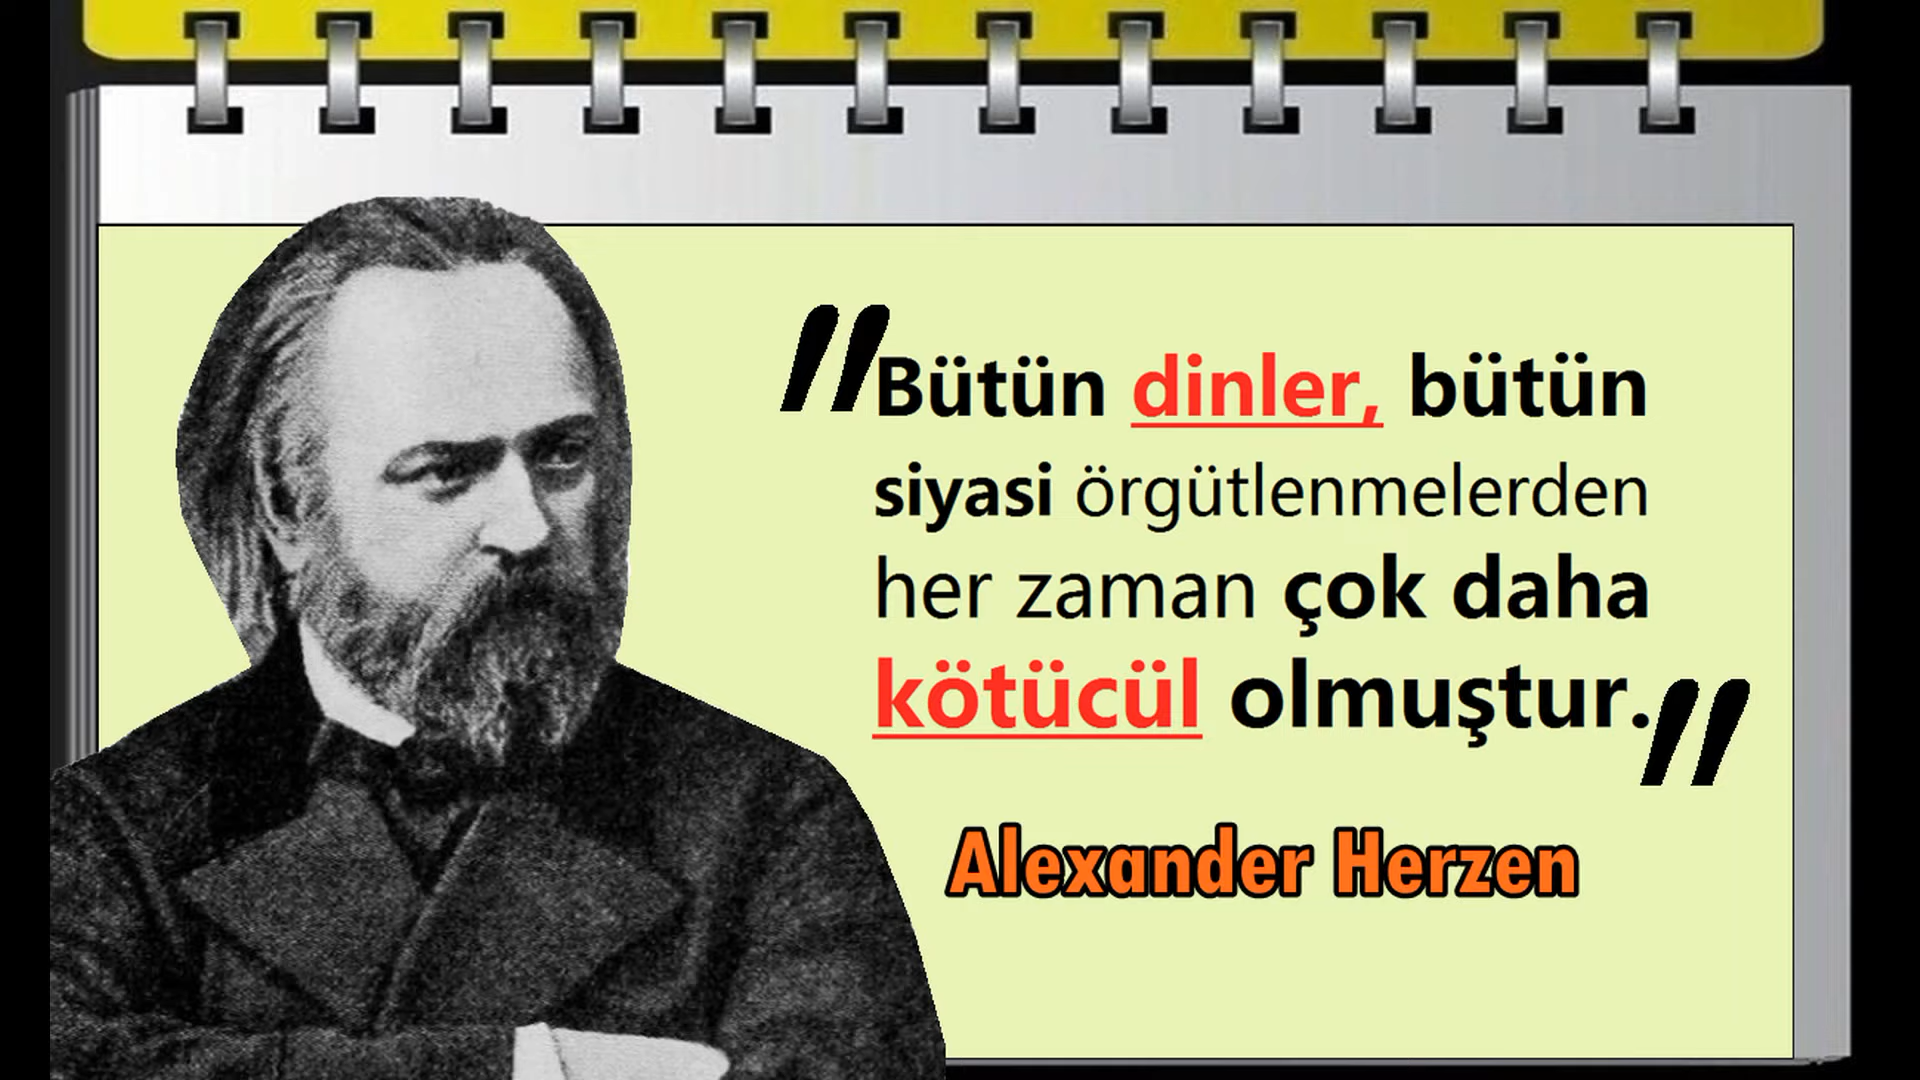 "Bütün dinler, bütün
siyasi örgütlenmelerden
her zaman çok daha
kötücül olmuştur."
Alexander Herzen